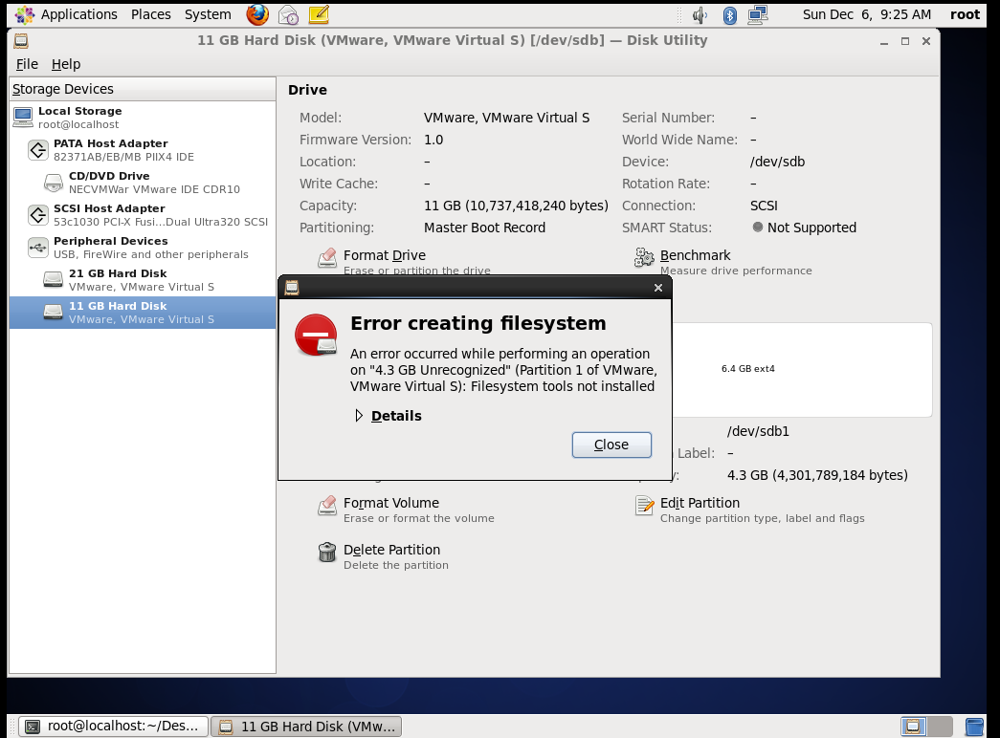 Applications Places System Sun Dec 6, 9:25 AM root
11 GB Hard Disk (VMware, VMware Virtual S) [/dev/sdb] — Disk Utility
File Help
Storage Devices
Local Storage
root@localhost
PATA Host Adapter
82371AB/EB/MB PIIX4 IDE
CD/DVD Drive
NECVMWar VMware IDE CDR10
SCSI Host Adapter
53c1030 PCI-X Fusi...Dual Ultra320 SCSI
Peripheral Devices
USB, FireWire and other peripherals
21 GB Hard Disk
VMware, VMware Virtual S
11 GB Hard Disk
VMware, VMware Virtual S
Drive
Model: VMware, VMware Virtual S Serial Number: –
Firmware Version: 1.0 World Wide Name: –
Location: – Device: /dev/sdb
Write Cache: – Rotation Rate: –
Capacity: 11 GB (10,737,418,240 bytes) Connection: SCSI
Partitioning: Master Boot Record SMART Status: Not Supported
Format Drive Benchmark
Erase or partition the drive Measure drive performance
Error creating filesystem
An error occurred while performing an operation
on "4.3 GB Unrecognized" (Partition 1 of VMware,
VMware Virtual S): Filesystem tools not installed
Details
Close
6.4 GB ext4
/dev/sdb1
Label: –
4.3 GB (4,301,789,184 bytes)
Format Volume Edit Partition
Erase or format the volume Change partition type, label and flags
Delete Partition
Delete the partition
root@localhost:~/Des... 11 GB Hard Disk (VMw...